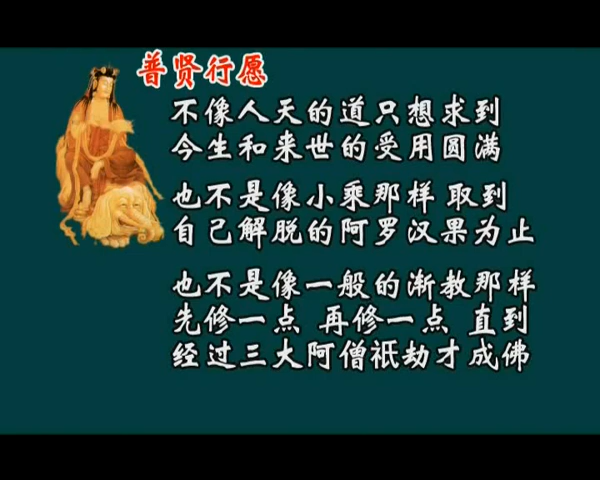 普贤行愿
不像人天的道只想求到
今生和来世的受用圆满
也不是像小乘那样 取到
自己解脱的阿罗汉果为止
也不是像一般的渐教那样
先修一点 再修一点 直到
经过三大阿僧祇劫才成佛